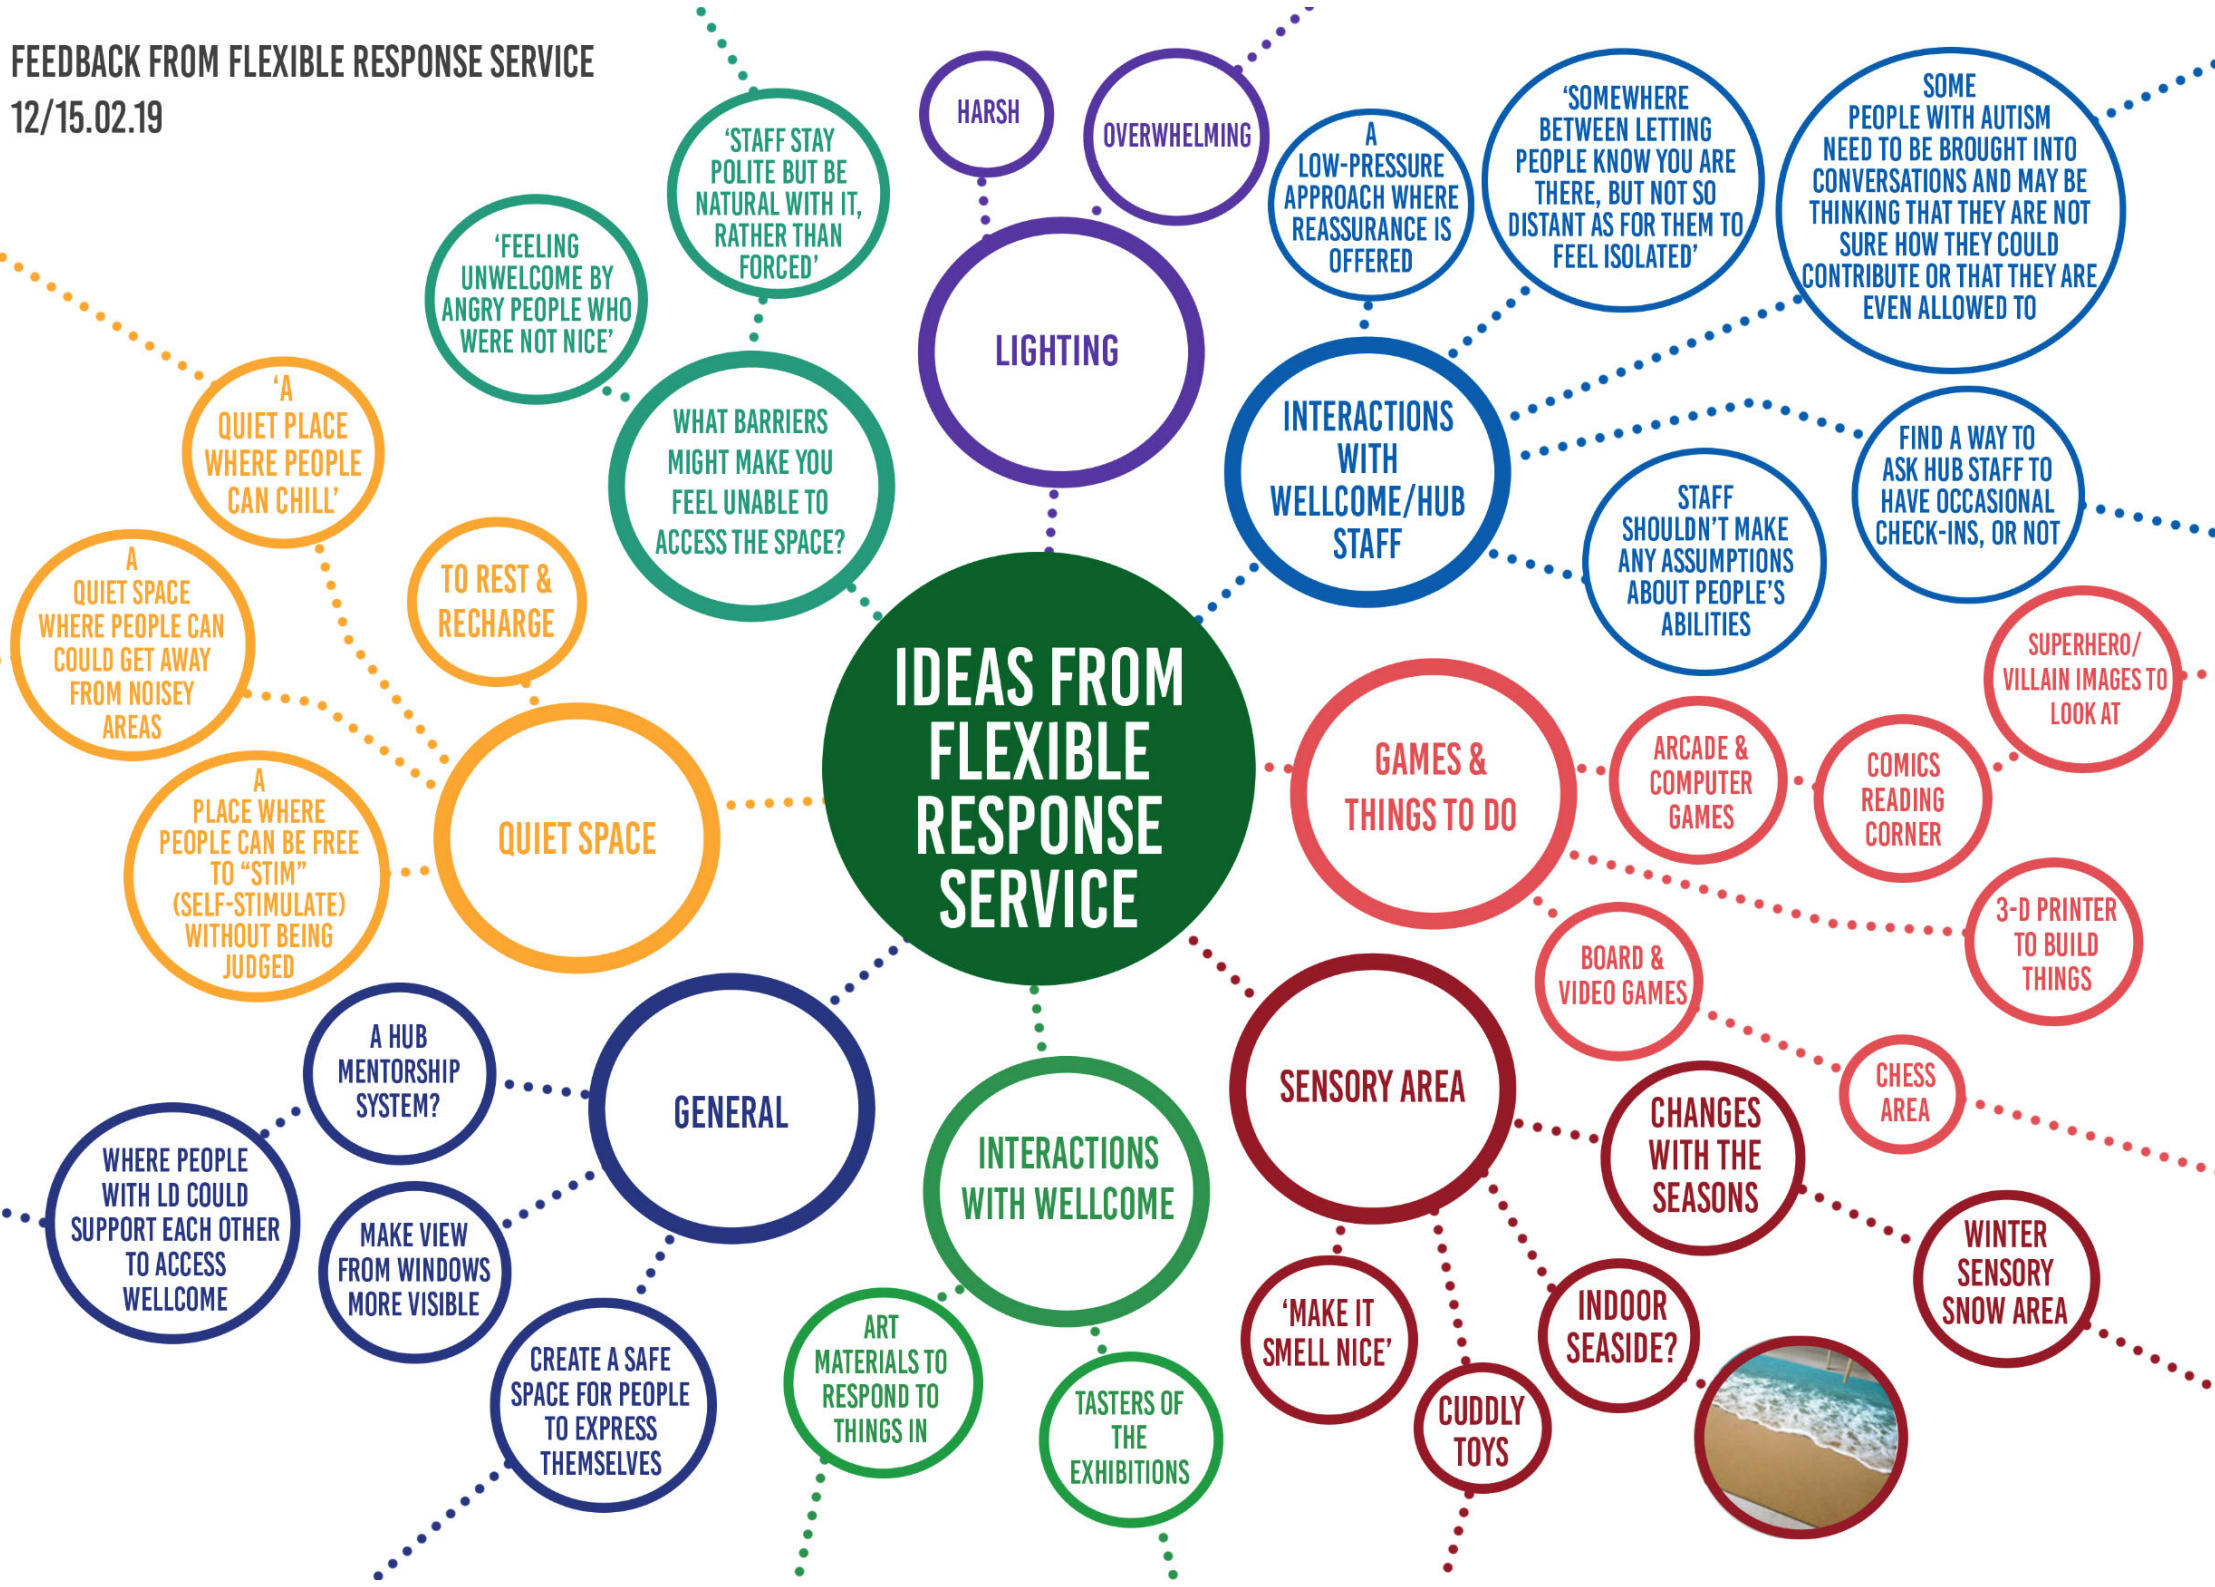 FEEDBACK FROM FLEXIBLE RESPONSE SERVICE
12/15.02.19
IDEAS FROM
FLEXIBLE
RESPONSE
SERVICE
LIGHTING
HARSH
OVERWHELMING
INTERACTIONS
WITH
WELLCOME/HUB
STAFF
A
LOW-PRESSURE
APPROACH WHERE
REASSURANCE IS
OFFERED
‘SOMEWHERE
BETWEEN LETTING
PEOPLE KNOW YOU ARE
THERE, BUT NOT SO
DISTANT AS FOR THEM TO
FEEL ISOLATED’
SOME
PEOPLE WITH AUTISM
NEED TO BE BROUGHT INTO
CONVERSATIONS AND MAY BE
THINKING THAT THEY ARE NOT
SURE HOW THEY COULD
CONTRIBUTE OR THAT THEY ARE
EVEN ALLOWED TO
FIND A WAY TO
ASK HUB STAFF TO
HAVE OCCASIONAL
CHECK-INS, OR NOT
STAFF
SHOULDN’T MAKE
ANY ASSUMPTIONS
ABOUT PEOPLE’S
ABILITIES
GAMES &
THINGS TO DO
ARCADE &
COMPUTER
GAMES
COMICS
READING
CORNER
SUPERHERO/
VILLAIN IMAGES TO
LOOK AT
3-D PRINTER
TO BUILD
THINGS
BOARD &
VIDEO GAMES
CHESS
AREA
SENSORY AREA
CHANGES
WITH THE
SEASONS
WINTER
SENSORY
SNOW AREA
INDOOR
SEASIDE?
CUDDLY
TOYS
‘MAKE IT
SMELL NICE’
INTERACTIONS
WITH WELLCOME
TASTERS OF
THE
EXHIBITIONS
ART
MATERIALS TO
RESPOND TO
THINGS IN
GENERAL
CREATE A SAFE
SPACE FOR PEOPLE
TO EXPRESS
THEMSELVES
MAKE VIEW
FROM WINDOWS
MORE VISIBLE
A HUB
MENTORSHIP
SYSTEM?
WHERE PEOPLE
WITH LD COULD
SUPPORT EACH OTHER
TO ACCESS
WELLCOME
QUIET SPACE
A
PLACE WHERE
PEOPLE CAN BE FREE
TO “STIM”
(SELF-STIMULATE)
WITHOUT BEING
JUDGED
A
QUIET SPACE
WHERE PEOPLE CAN
COULD GET AWAY
FROM NOISEY
AREAS
‘A
QUIET PLACE
WHERE PEOPLE
CAN CHILL’
TO REST &
RECHARGE
WHAT BARRIERS
MIGHT MAKE YOU
FEEL UNABLE TO
ACCESS THE SPACE?
‘FEELING
UNWELCOME BY
ANGRY PEOPLE WHO
WERE NOT NICE’
‘STAFF STAY
POLITE BUT BE
NATURAL WITH IT,
RATHER THAN
FORCED’